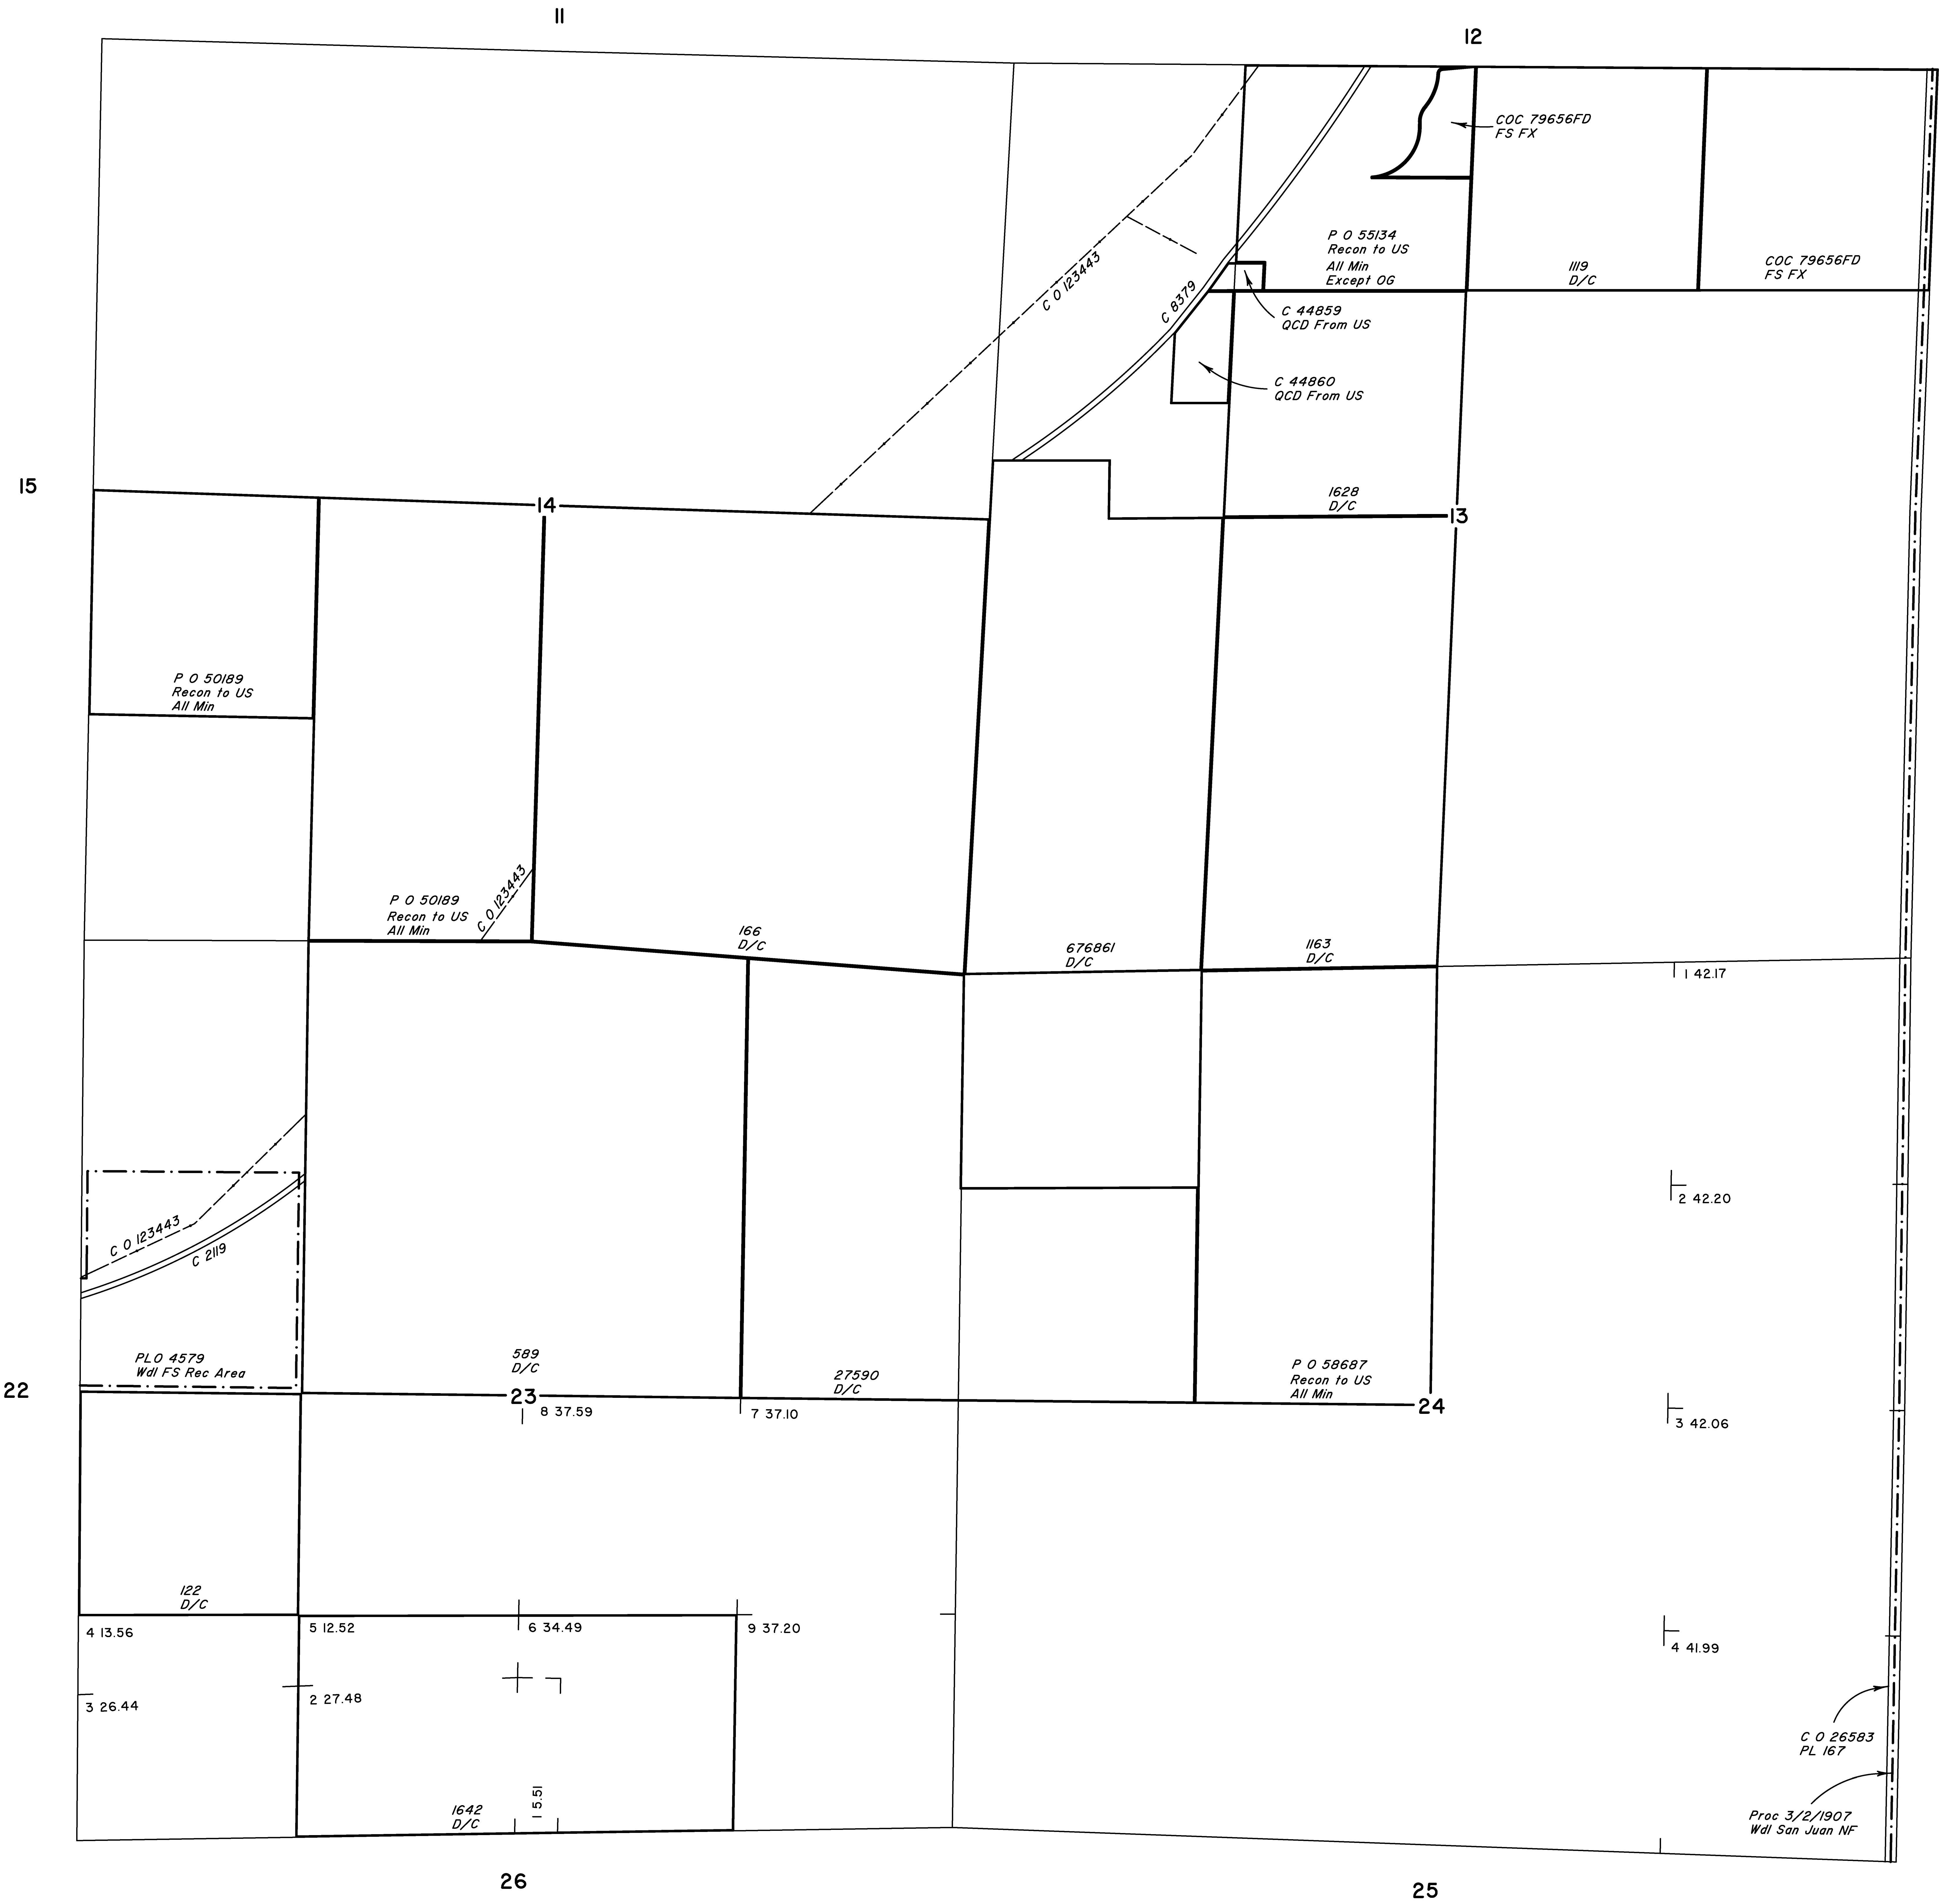 11
12
COC 79656FD
FS FX
P O 55134
Recon to US
All Min
Except OG
1119
D/C
COC 79656FD
FS FX
C O 123443
C 8379
C 44859
QCD From US
C 44860
QCD From US
15
14
1628
D/C
13
P O 50189
Recon to US
All Min
P O 50189
Recon to US
All Min
C O 123443
166
D/C
676861
D/C
1163
D/C
1 42.17
2 42.20
C O 123443
C 2119
PLO 4579
Wdl FS Rec Area
589
D/C
27590
D/C
P O 58687
Recon to US
All Min
22
23
24
8 37.59
7 37.10
3 42.06
122
D/C
4 13.56
5 12.52
6 34.49
9 37.20
4 41.99
3 26.44
2 27.48
1 5.51
1642
D/C
C O 26583
PL 167
Proc 3/2/1907
Wdl San Juan NF
26
25